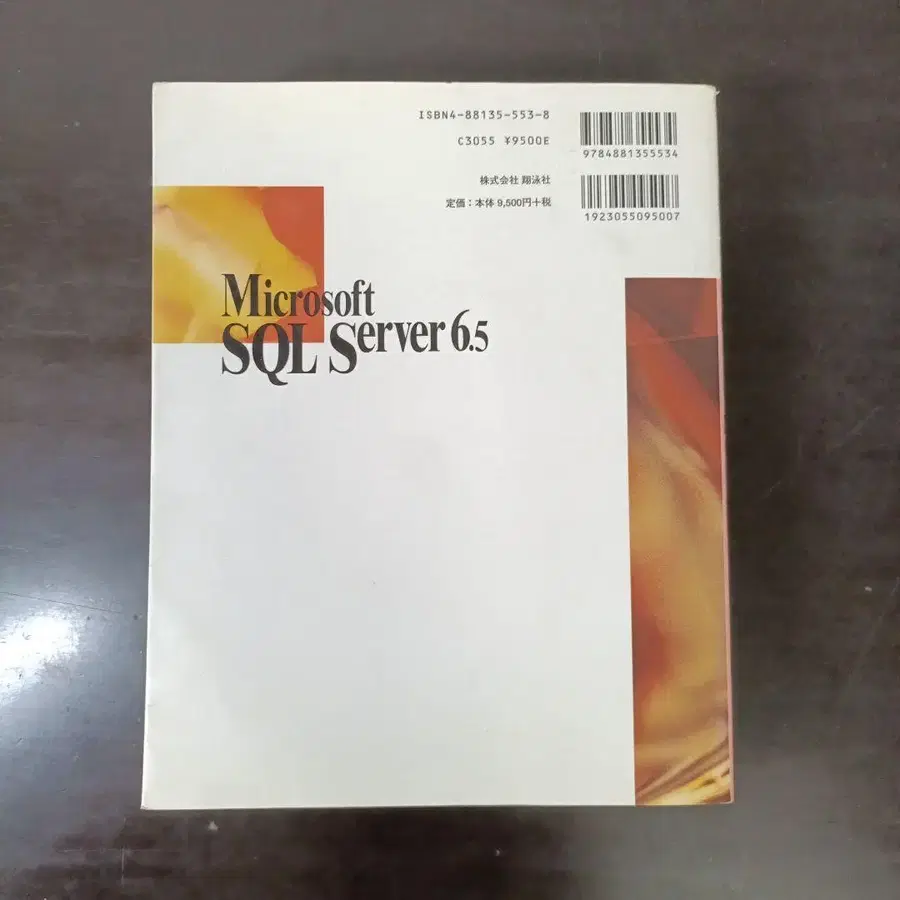 ISBN4-88135-553-8
C3055 ¥9500E
9784881355534
株式会社 翔泳社
定価：本体9,500円+税
1923055095007
Microsoft
SQL Server 6.5